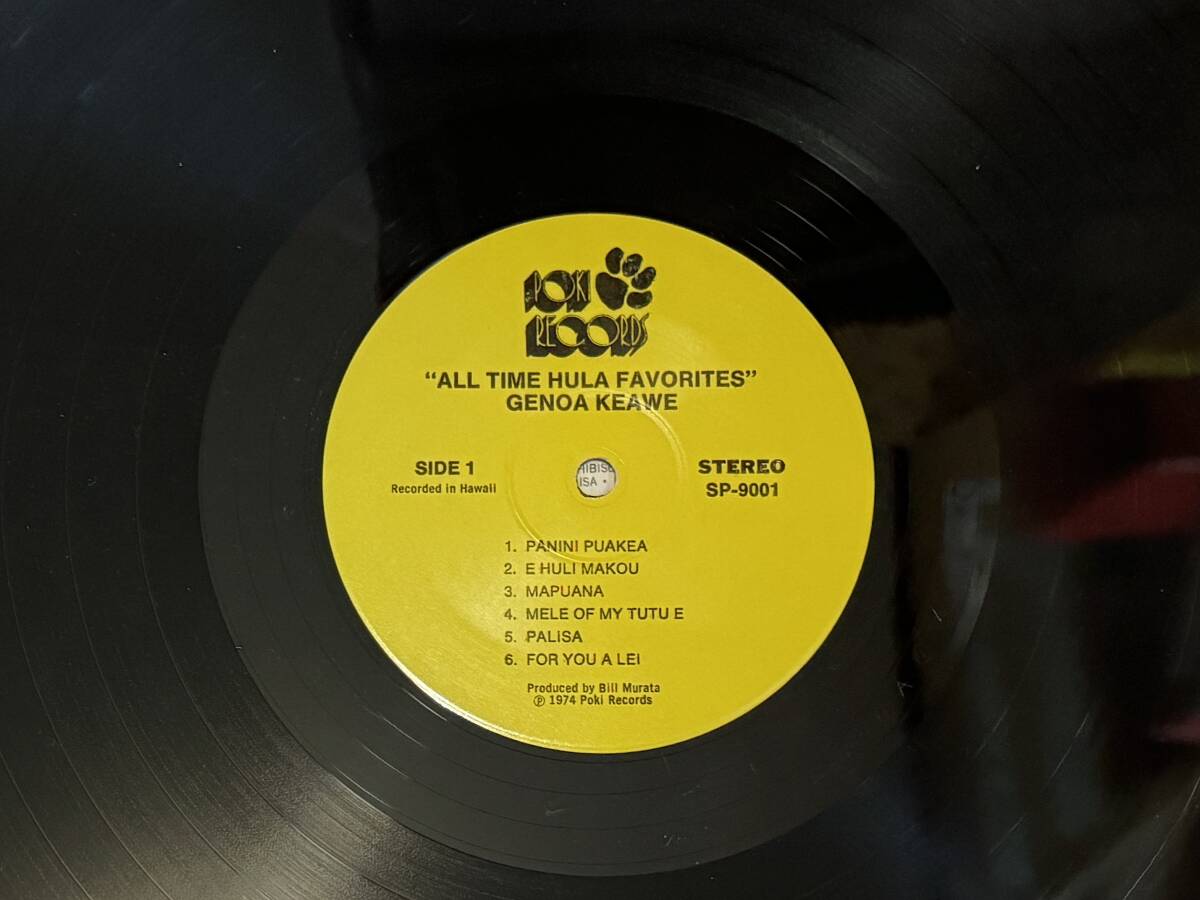 POKI
RECORDS
“ALL TIME HULA FAVORITES”
GENOA KEAWE
SIDE 1
Recorded in Hawaii
STEREO
SP-9001
HIBISC
ISA •
1. PANINI PUAKEA
2. E HULI MAKOU
3. MAPUANA
4. MELE OF MY TUTU E
5. PALISA
6. FOR YOU A LEI
Produced by Bill Murata
℗ 1974 Poki Records